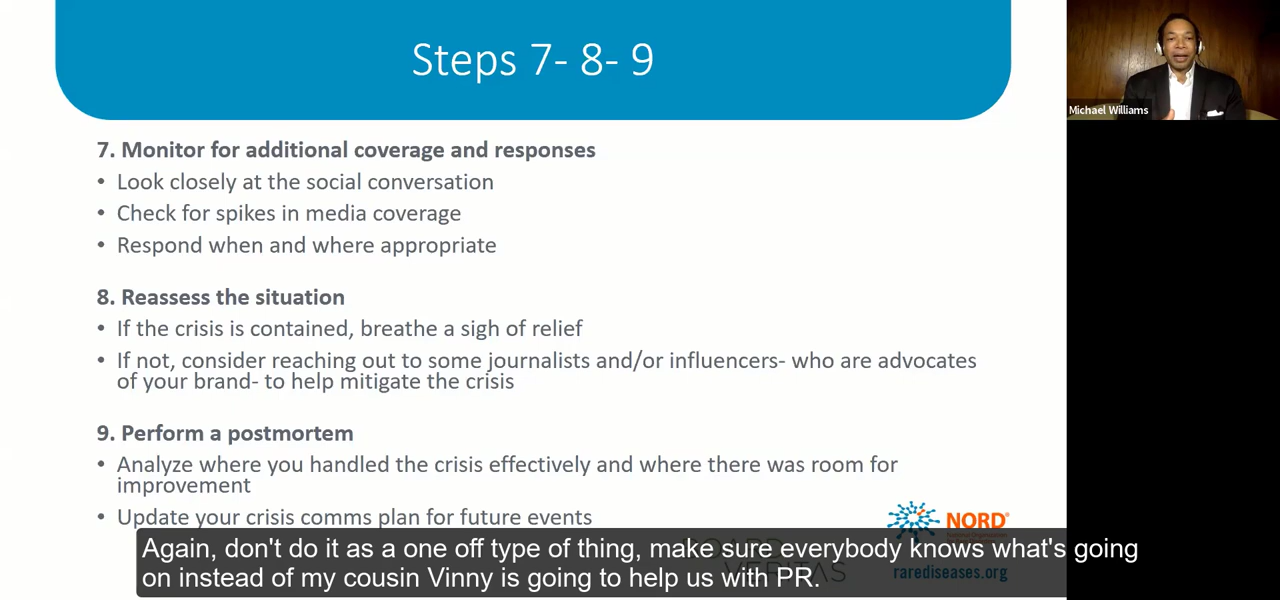 Steps 7- 8- 9
Michael Williams
7. Monitor for additional coverage and responses
• Look closely at the social conversation
• Check for spikes in media coverage
• Respond when and where appropriate
8. Reassess the situation
• If the crisis is contained, breathe a sigh of relief
• If not, consider reaching out to some journalists and/or influencers- who are advocates
of your brand- to help mitigate the crisis
9. Perform a postmortem
• Analyze where you handled the crisis effectively and where there was room for
improvement
• Update your crisis comms plan for future events
NORD®
rarediseases.org
Again, don't do it as a one off type of thing, make sure everybody knows what's going
on instead of my cousin Vinny is going to help us with PR.